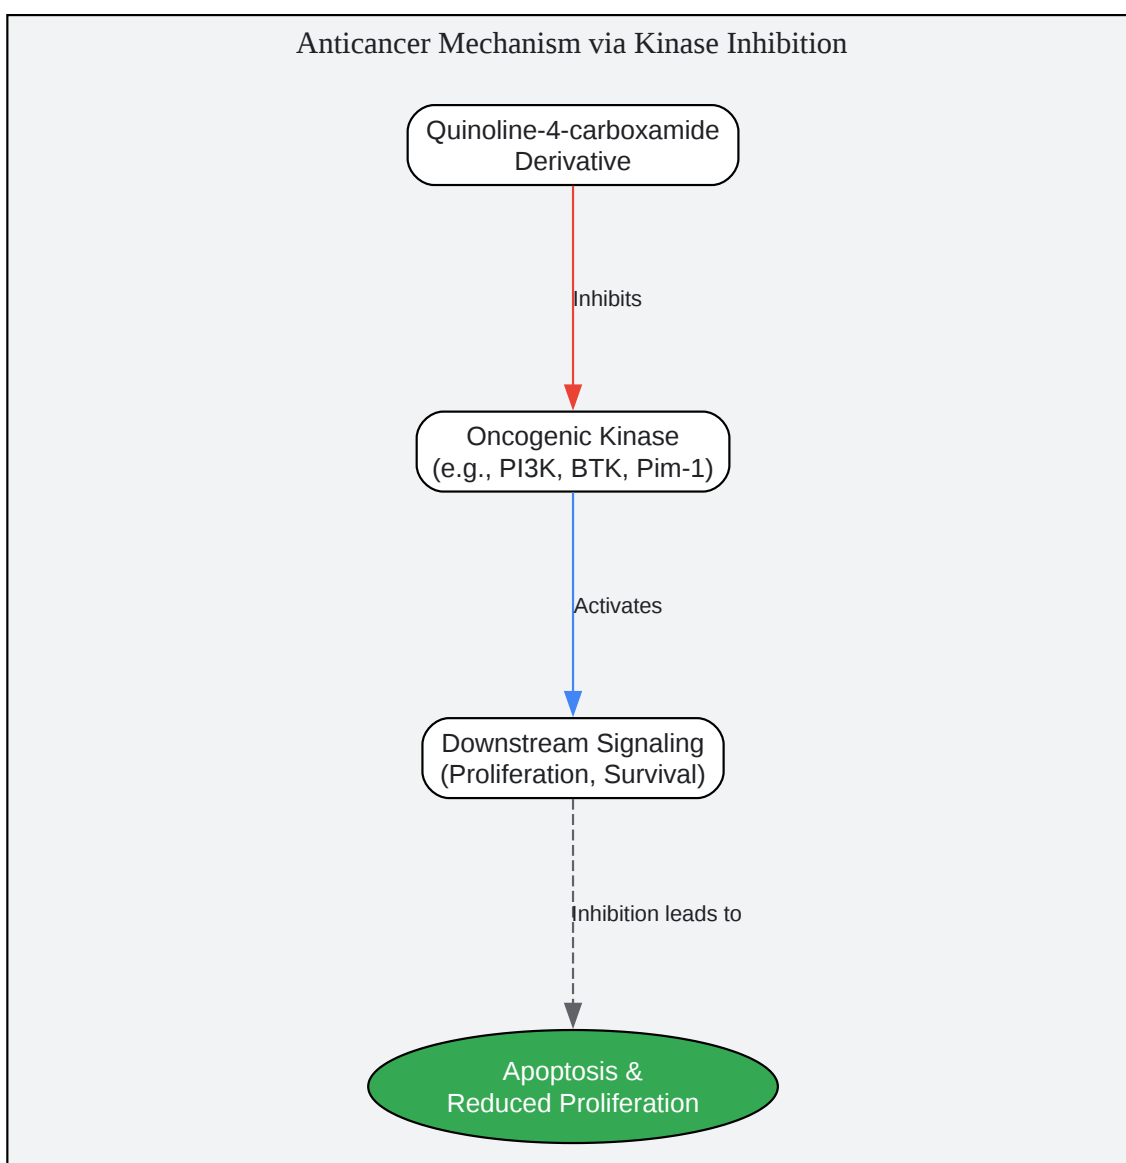 Anticancer Mechanism via Kinase Inhibition
Quinoline-4-carboxamide
Derivative
Inhibits
Oncogenic Kinase
(e.g., PI3K, BTK, Pim-1)
Activates
Downstream Signaling
(Proliferation, Survival)
Inhibition leads to
Apoptosis &
Reduced Proliferation